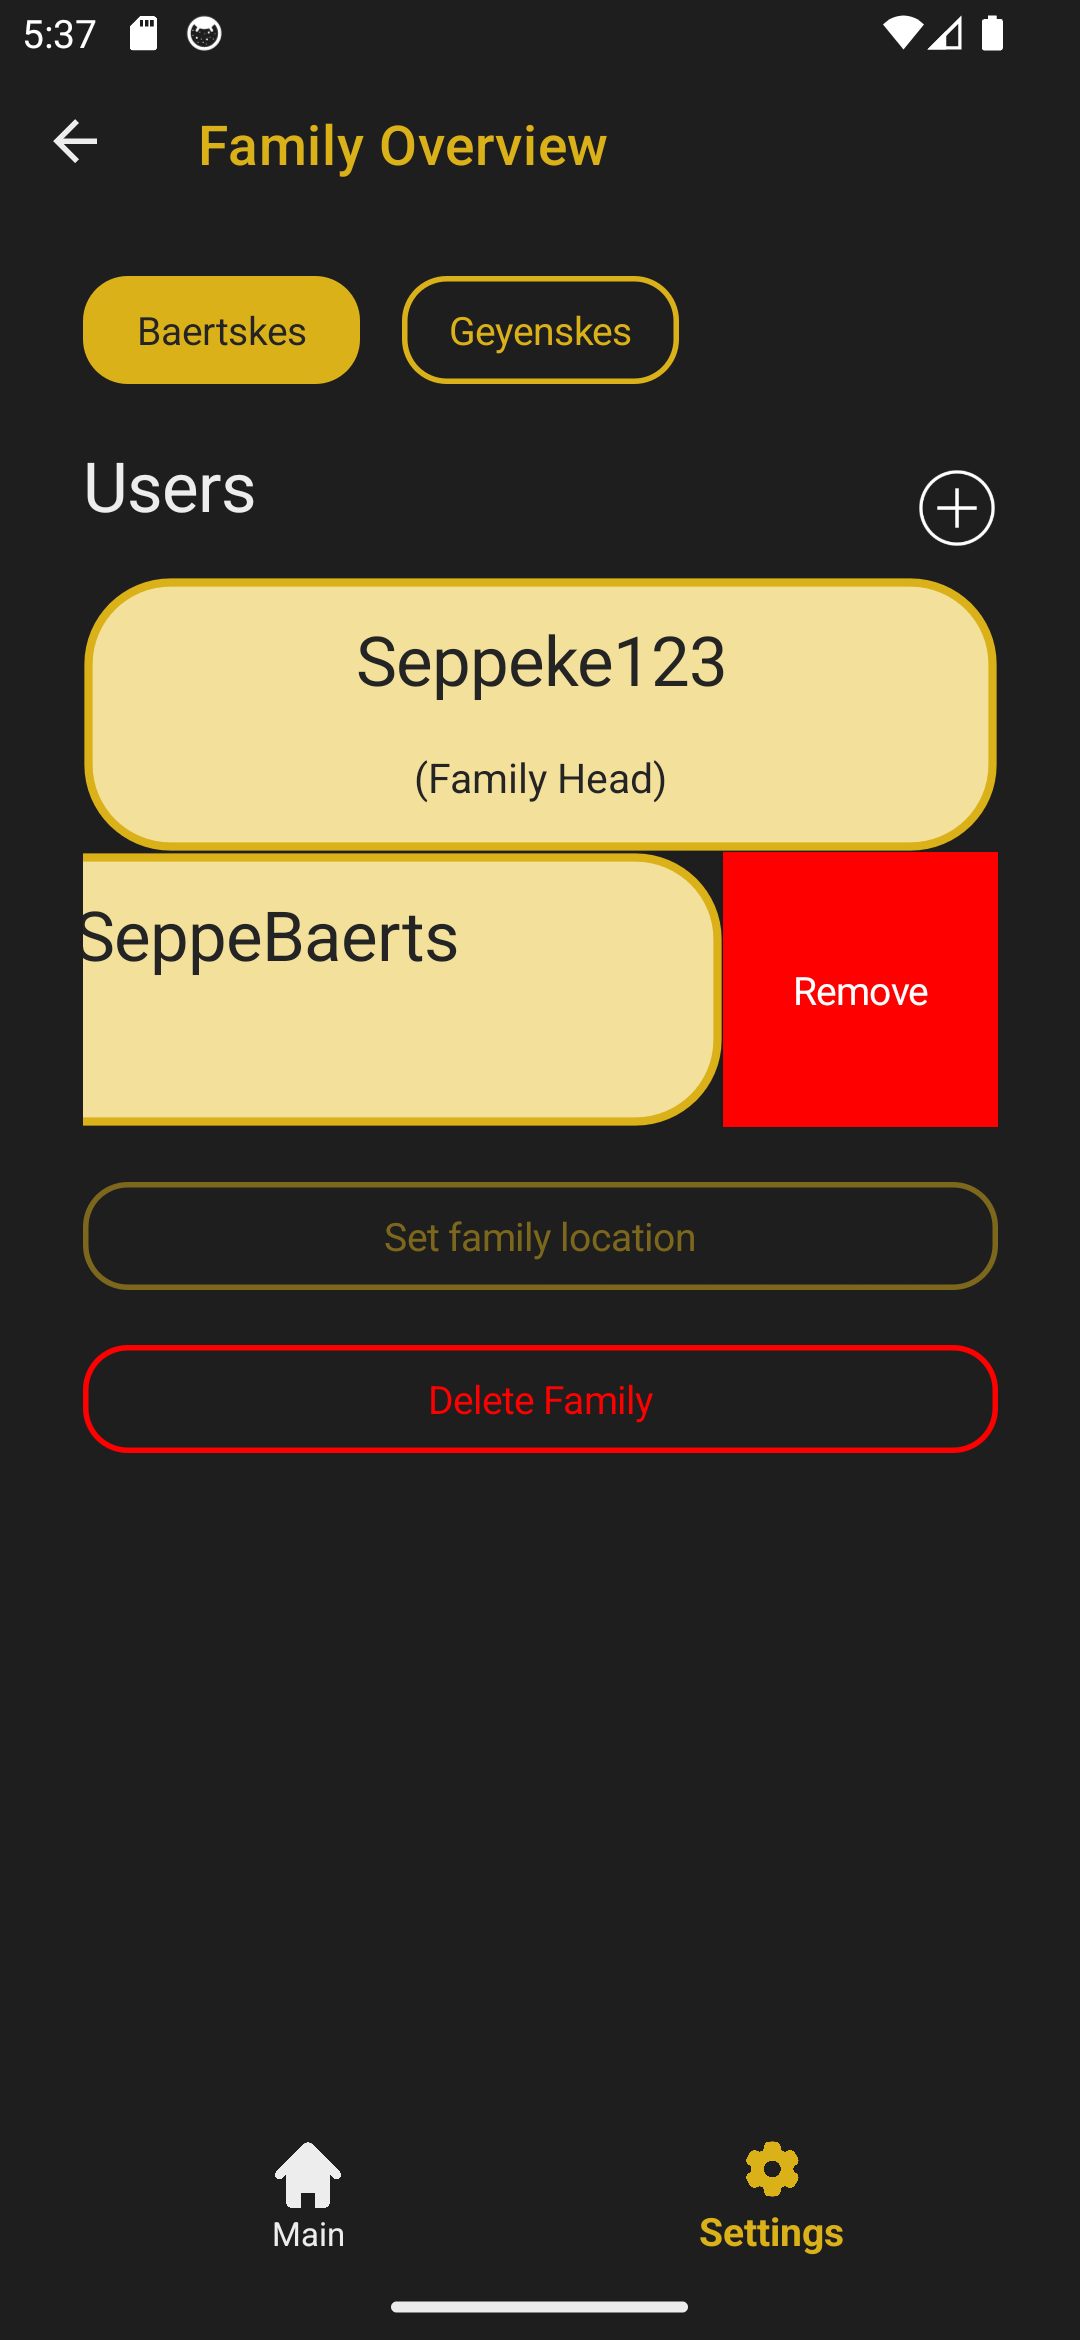 5:37
Family Overview
Baertskes
Geyenskes
Users
Seppeke123
(Family Head)
SeppeBaerts
Remove
Set family location
Delete Family
Main
Settings